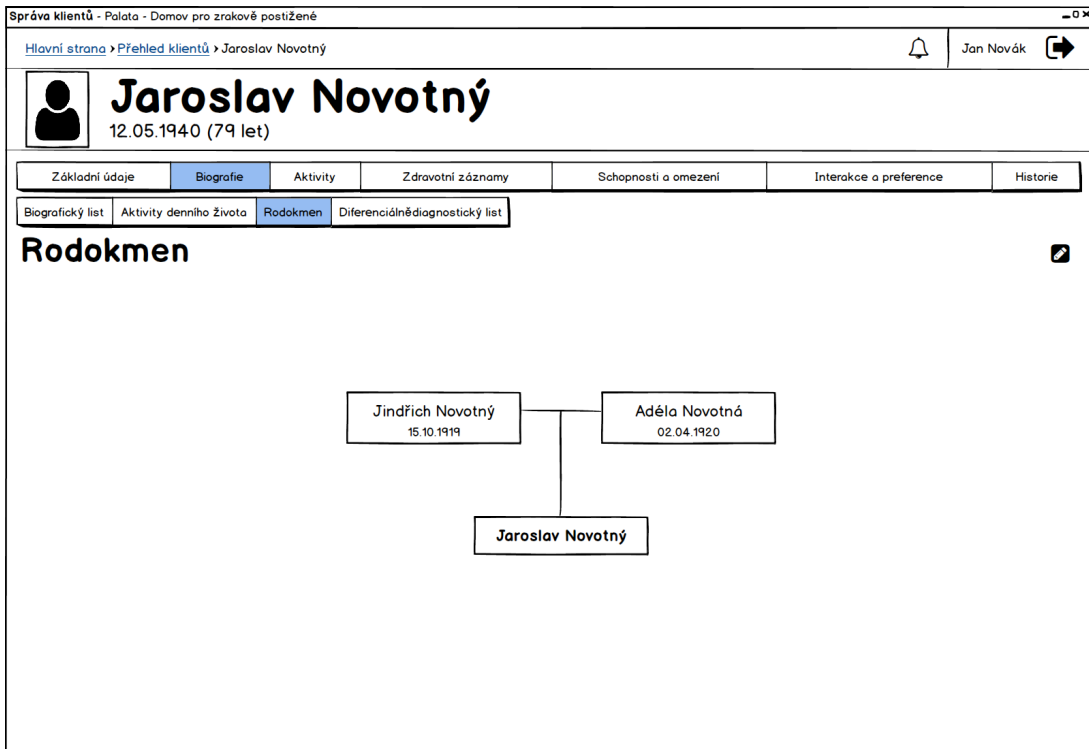 Správa klientů - Palata - Domov pro zrakově postižené
Hlavní strana > Přehled klientů > Jaroslav Novotný
Jan Novák
Jaroslav Novotný
12.05.1940 (79 let)
Základní údaje Biografie Aktivity Zdravotní záznamy Schopnosti a omezení Interakce a preference Historie
Biografický list Aktivity denního života Rodokmen Diferenciálnědiagnostický list
Rodokmen
Jindřich Novotný Adéla Novotná
15.10.1919 02.04.1920
Jaroslav Novotný